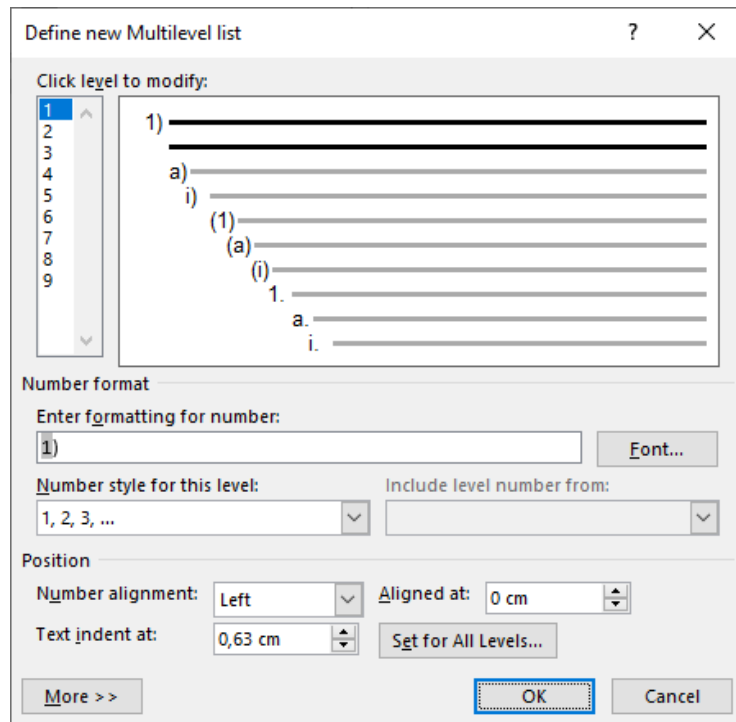 Define new Multilevel list ?
Click level to modify:
1
2
3
4
5
6
7
8
9
1)
a)
i)
(1)
(a)
(i)
1.
a.
i.
Number format
Enter formatting for number:
1) Font...
Number style for this level: Include level number from:
1, 2, 3, ...
Position
Number alignment: Left Aligned at: 0 cm
Text indent at: 0,63 cm Set for All Levels...
More >> OK Cancel